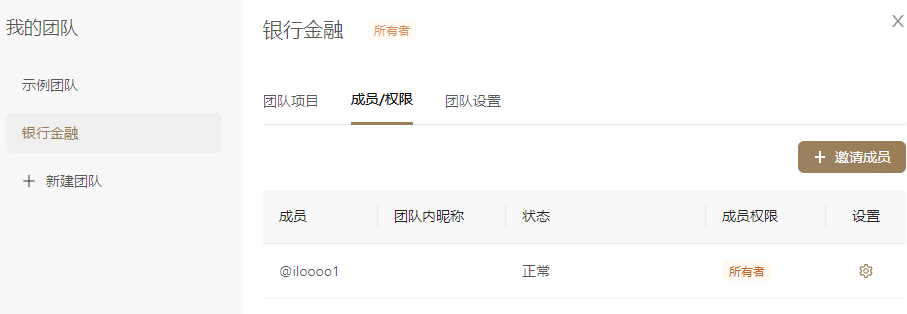 我的团队
示例团队
银行金融
新建团队
银行金融 所有者
团队项目 成员/权限 团队设置
邀请成员
成员 团队内昵称 状态 成员权限 设置
@iloooo1 正常 所有者